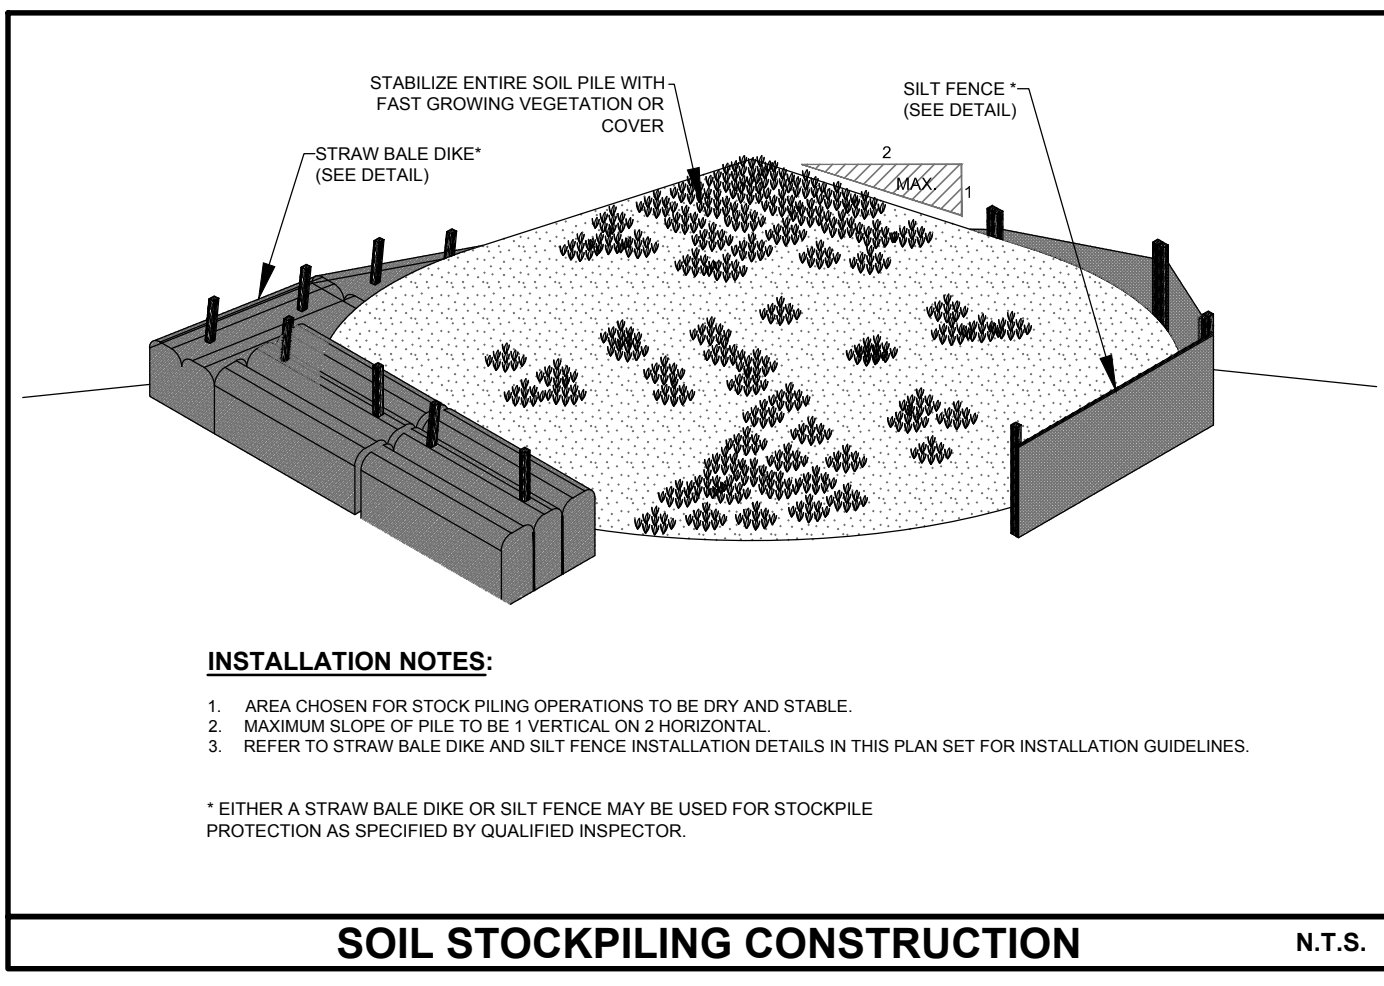 STABILIZE ENTIRE SOIL PILE WITH
FAST GROWING VEGETATION OR
COVER
SILT FENCE *
(SEE DETAIL)
STRAW BALE DIKE*
(SEE DETAIL)
2
MAX.
1
INSTALLATION NOTES:
1. AREA CHOSEN FOR STOCK PILING OPERATIONS TO BE DRY AND STABLE.
2. MAXIMUM SLOPE OF PILE TO BE 1 VERTICAL ON 2 HORIZONTAL.
3. REFER TO STRAW BALE DIKE AND SILT FENCE INSTALLATION DETAILS IN THIS PLAN SET FOR INSTALLATION GUIDELINES.
* EITHER A STRAW BALE DIKE OR SILT FENCE MAY BE USED FOR STOCKPILE
PROTECTION AS SPECIFIED BY QUALIFIED INSPECTOR.
SOIL STOCKPILING CONSTRUCTION
N.T.S.